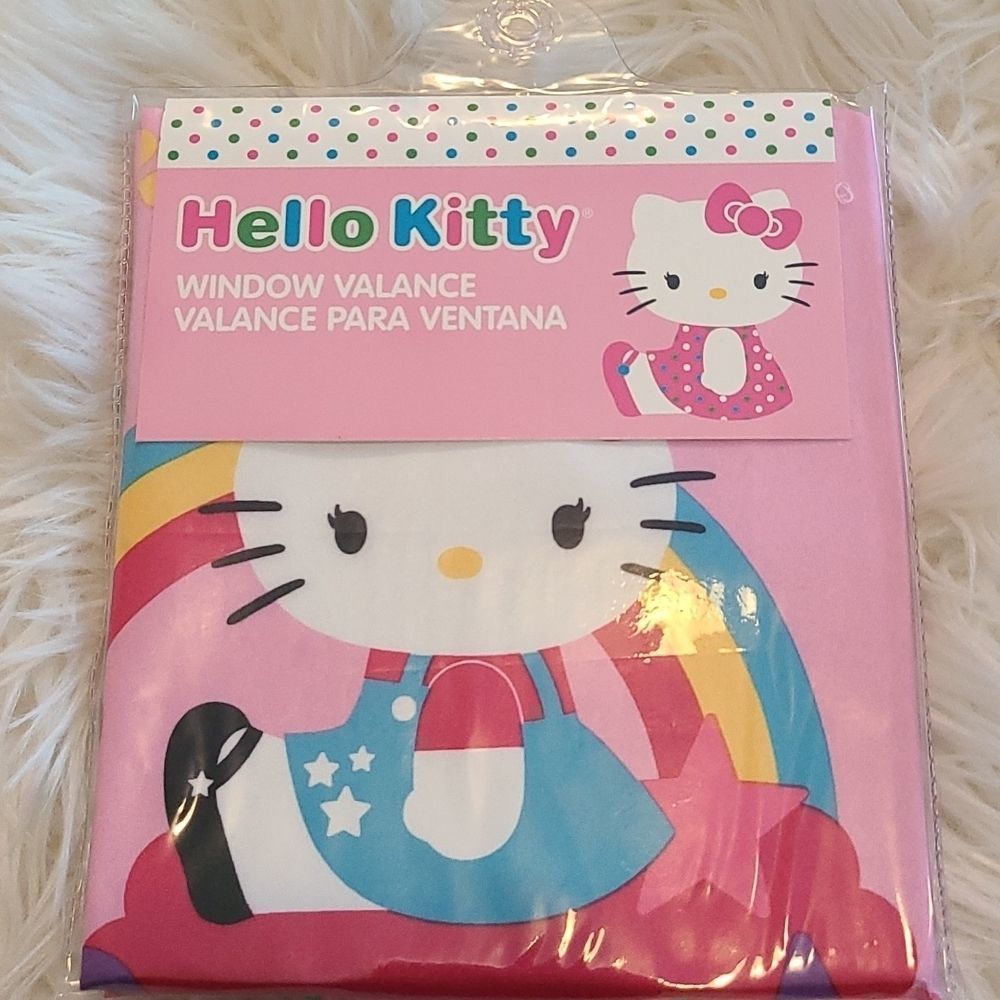 Hello Kitty®
WINDOW VALANCE
VALANCE PARA VENTANA